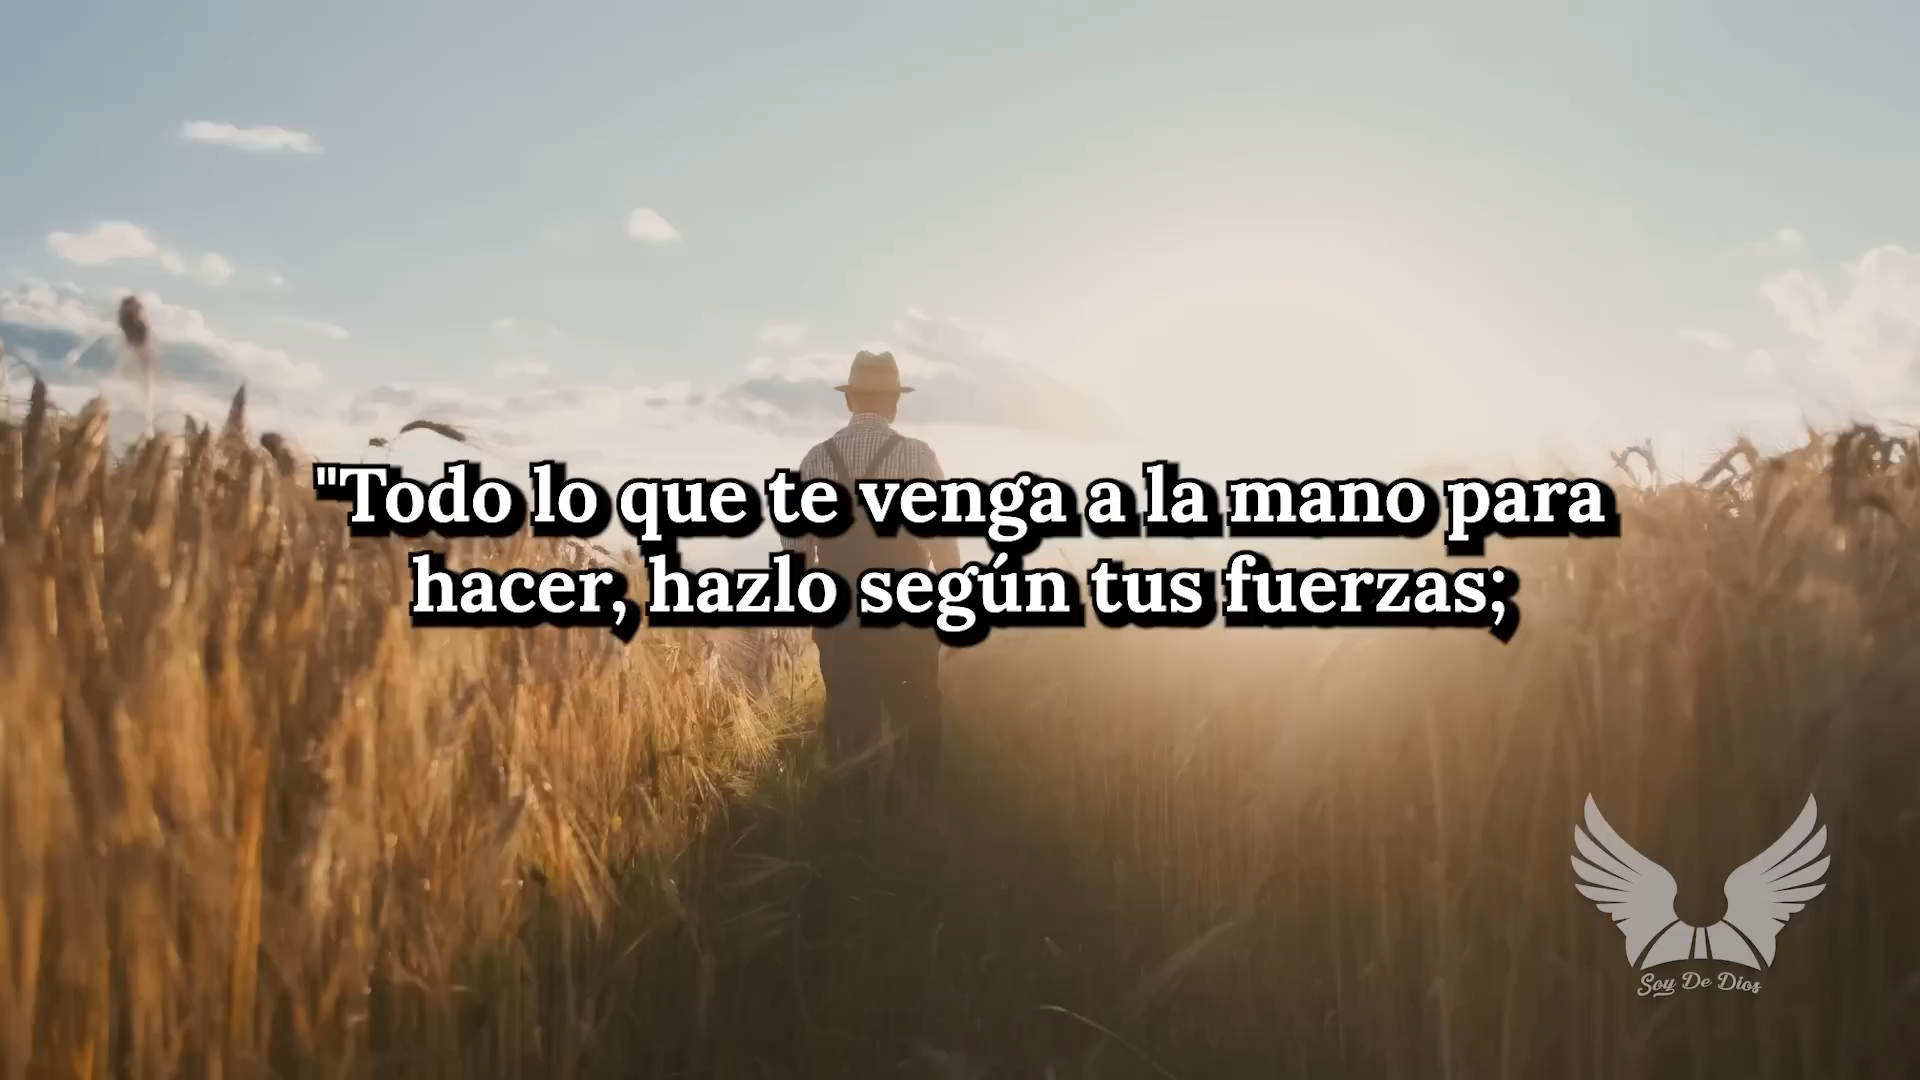 "Todo lo que te venga a la mano para
hacer, hazlo según tus fuerzas;
Soy De Dios